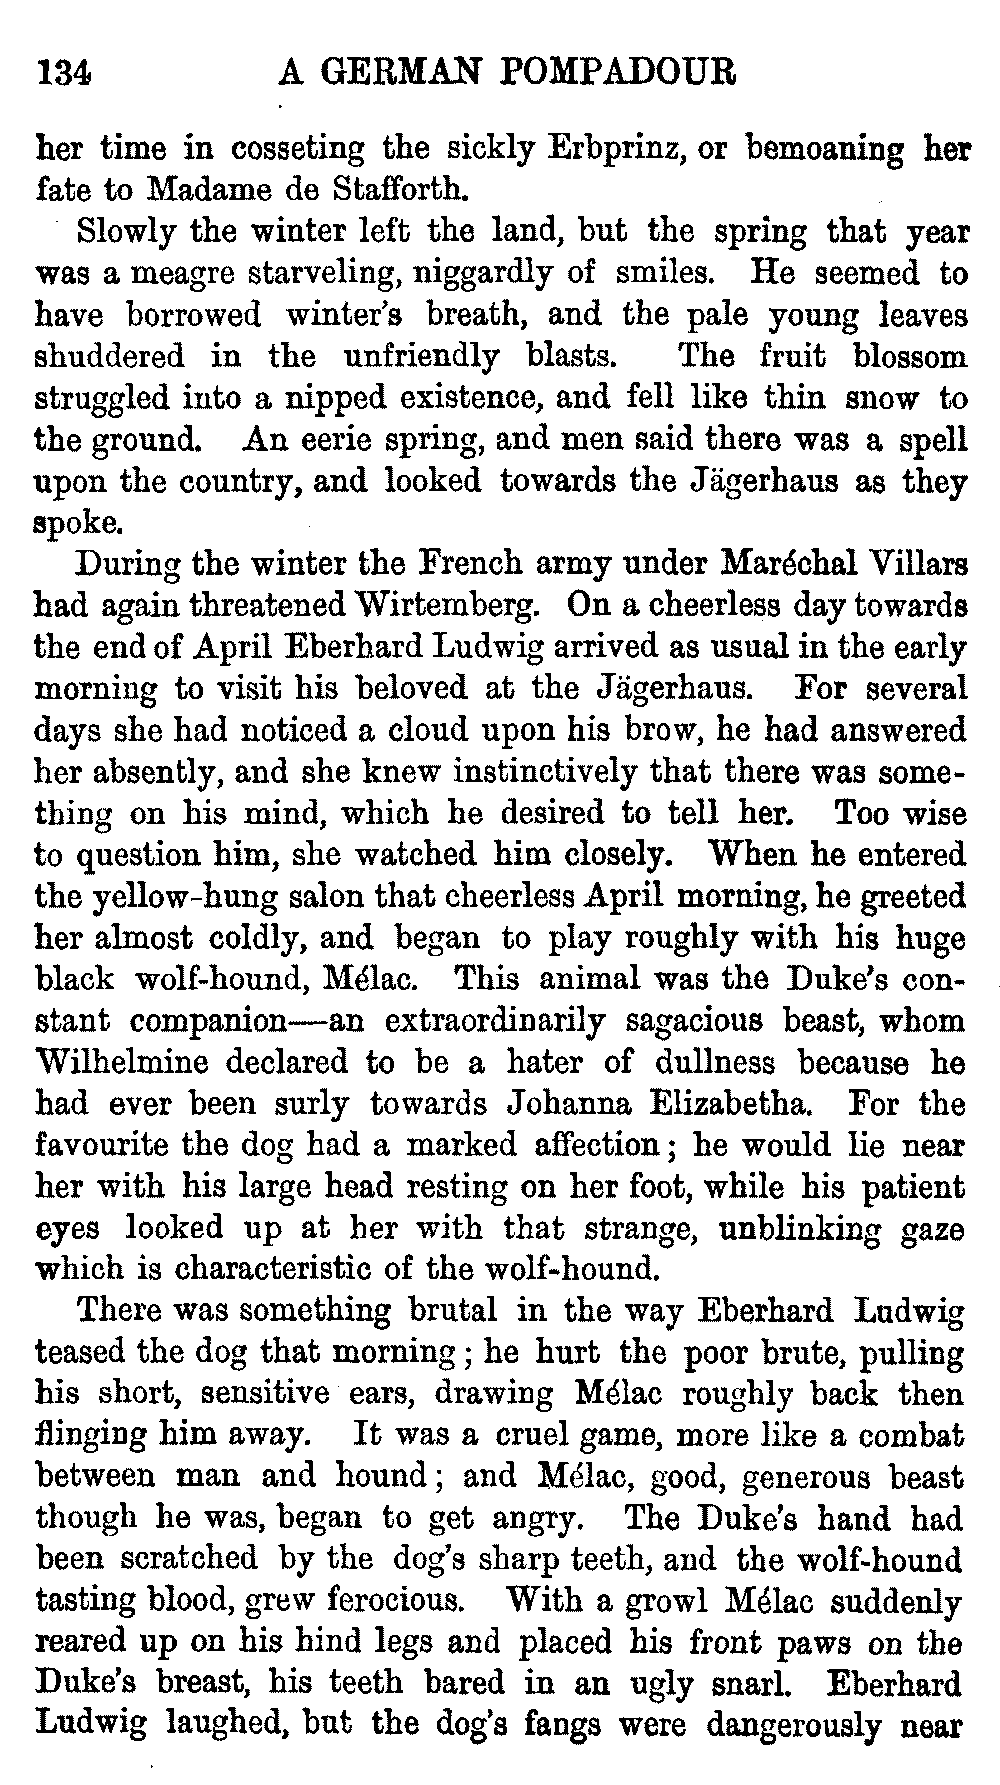 134 A GERMAN POMPADOUR
her time in cosseting the sickly Erbprinz, or bemoaning her
fate to Madame de Stafforth.
Slowly the winter left the land, but the spring that year
was a meagre starveling, niggardly of smiles. He seemed to
have borrowed winter's breath, and the pale young leaves
shuddered in the unfriendly blasts. The fruit blossom
struggled into a nipped existence, and fell like thin snow to
the ground. An eerie spring, and men said there was a spell
upon the country, and looked towards the Jägerhaus as they
spoke.
During the winter the French army under Maréchal Villars
had again threatened Wirtemberg. On a cheerless day towards
the end of April Eberhard Ludwig arrived as usual in the early
morning to visit his beloved at the Jägerhaus. For several
days she had noticed a cloud upon his brow, he had answered
her absently, and she knew instinctively that there was some-
thing on his mind, which he desired to tell her. Too wise
to question him, she watched him closely. When he entered
the yellow-hung salon that cheerless April morning, he greeted
her almost coldly, and began to play roughly with his huge
black wolf-hound, Mélac. This animal was the Duke's con-
stant companion—an extraordinarily sagacious beast, whom
Wilhelmine declared to be a hater of dullness because he
had ever been surly towards Johanna Elizabetha. For the
favourite the dog had a marked affection; he would lie near
her with his large head resting on her foot, while his patient
eyes looked up at her with that strange, unblinking gaze
which is characteristic of the wolf-hound.
There was something brutal in the way Eberhard Ludwig
teased the dog that morning; he hurt the poor brute, pulling
his short, sensitive ears, drawing Mélac roughly back then
flinging him away. It was a cruel game, more like a combat
between man and hound; and Mélac, good, generous beast
though he was, began to get angry. The Duke's hand had
been scratched by the dog's sharp teeth, and the wolf-hound
tasting blood, grew ferocious. With a growl Mélac suddenly
reared up on his hind legs and placed his front paws on the
Duke's breast, his teeth bared in an ugly snarl. Eberhard
Ludwig laughed, but the dog's fangs were dangerously near